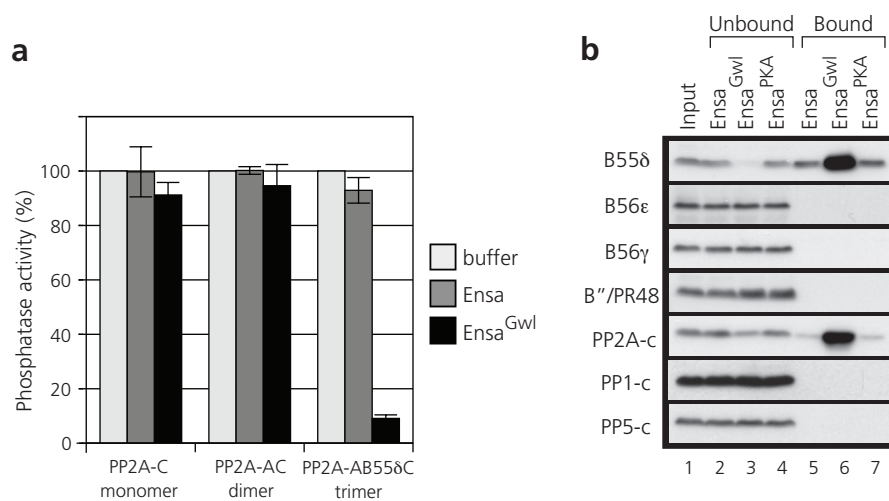 a
Phosphatase activity (%)
100
80
60
40
20
0
PP2A-C
monomer
PP2A-AC
dimer
PP2A-AB55δC
trimer
buffer
Ensa
Ensa^Gwl
b
Unbound
Bound
Input
Ensa
Ensa^Gwl
Ensa^PKA
Ensa
Ensa^Gwl
Ensa^PKA
B55δ
B56ε
B56γ
B″/PR48
PP2A-c
PP1-c
PP5-c
1 2 3 4 5 6 7